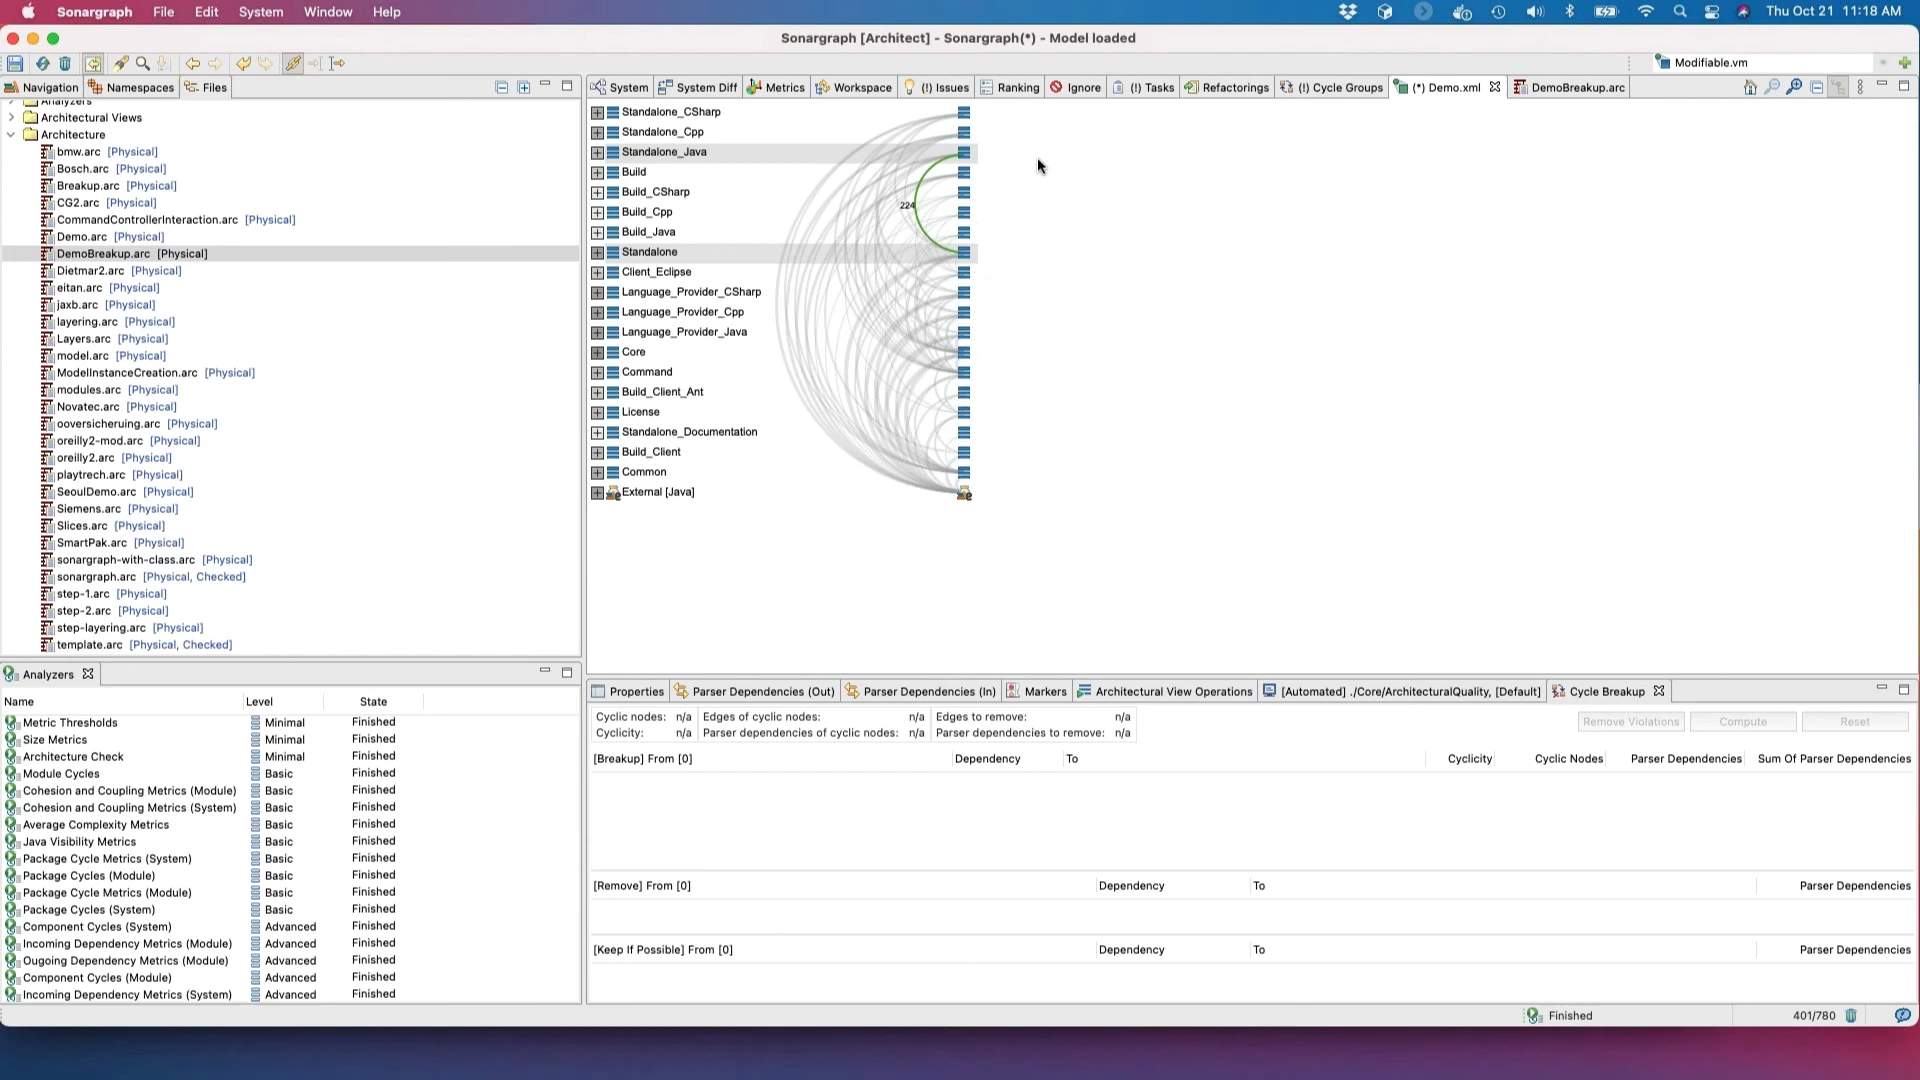 Sonargraph File Edit System Window Help Thu Oct 21 11:18 AM
Sonargraph [Architect] - Sonargraph(*) - Model loaded
Modifiable.vm
Navigation Namespaces Files
System System Diff Metrics Workspace (!) Issues Ranking Ignore (!) Tasks Refactorings (!) Cycle Groups (*) Demo.xml DemoBreakup.arc
Analyzers
Architectural Views
Architecture
bmw.arc [Physical]
Bosch.arc [Physical]
Breakup.arc [Physical]
CG2.arc [Physical]
CommandControllerInteraction.arc [Physical]
Demo.arc [Physical]
DemoBreakup.arc [Physical]
Dietmar2.arc [Physical]
eitan.arc [Physical]
jaxb.arc [Physical]
layering.arc [Physical]
Layers.arc [Physical]
model.arc [Physical]
ModelInstanceCreation.arc [Physical]
modules.arc [Physical]
Novatec.arc [Physical]
ooversicheruing.arc [Physical]
oreilly2-mod.arc [Physical]
oreilly2.arc [Physical]
playtrech.arc [Physical]
SeoulDemo.arc [Physical]
Siemens.arc [Physical]
Slices.arc [Physical]
SmartPak.arc [Physical]
sonargraph-with-class.arc [Physical]
sonargraph.arc [Physical, Checked]
step-1.arc [Physical]
step-2.arc [Physical]
step-layering.arc [Physical]
template.arc [Physical, Checked]
Standalone_CSharp
Standalone_Cpp
Standalone_Java
Build
Build_CSharp
Build_Cpp
224
Build_Java
Standalone
Client_Eclipse
Language_Provider_CSharp
Language_Provider_Cpp
Language_Provider_Java
Core
Command
Build_Client_Ant
License
Standalone_Documentation
Build_Client
Common
External [Java]
Analyzers
Name Level State
Metric Thresholds Minimal Finished
Size Metrics Minimal Finished
Architecture Check Minimal Finished
Module Cycles Basic Finished
Cohesion and Coupling Metrics (Module) Basic Finished
Cohesion and Coupling Metrics (System) Basic Finished
Average Complexity Metrics Basic Finished
Java Visibility Metrics Basic Finished
Package Cycle Metrics (System) Basic Finished
Package Cycles (Module) Basic Finished
Package Cycle Metrics (Module) Basic Finished
Package Cycles (System) Basic Finished
Component Cycles (System) Advanced Finished
Incoming Dependency Metrics (Module) Advanced Finished
Ougoing Dependency Metrics (Module) Advanced Finished
Component Cycles (Module) Advanced Finished
Incoming Dependency Metrics (System) Advanced Finished
Properties Parser Dependencies (Out) Parser Dependencies (In) Markers Architectural View Operations [Automated] ./Core/ArchitecturalQuality, [Default] Cycle Breakup
Cyclic nodes: n/a Edges of cyclic nodes: n/a Edges to remove: n/a
Cyclicity: n/a Parser dependencies of cyclic nodes: n/a Parser dependencies to remove: n/a
Remove Violations Compute Reset
[Breakup] From [0] Dependency To Cyclicity Cyclic Nodes Parser Dependencies Sum Of Parser Dependencies
[Remove] From [0] Dependency To Parser Dependencies
[Keep If Possible] From [0] Dependency To Parser Dependencies
Finished 401/780